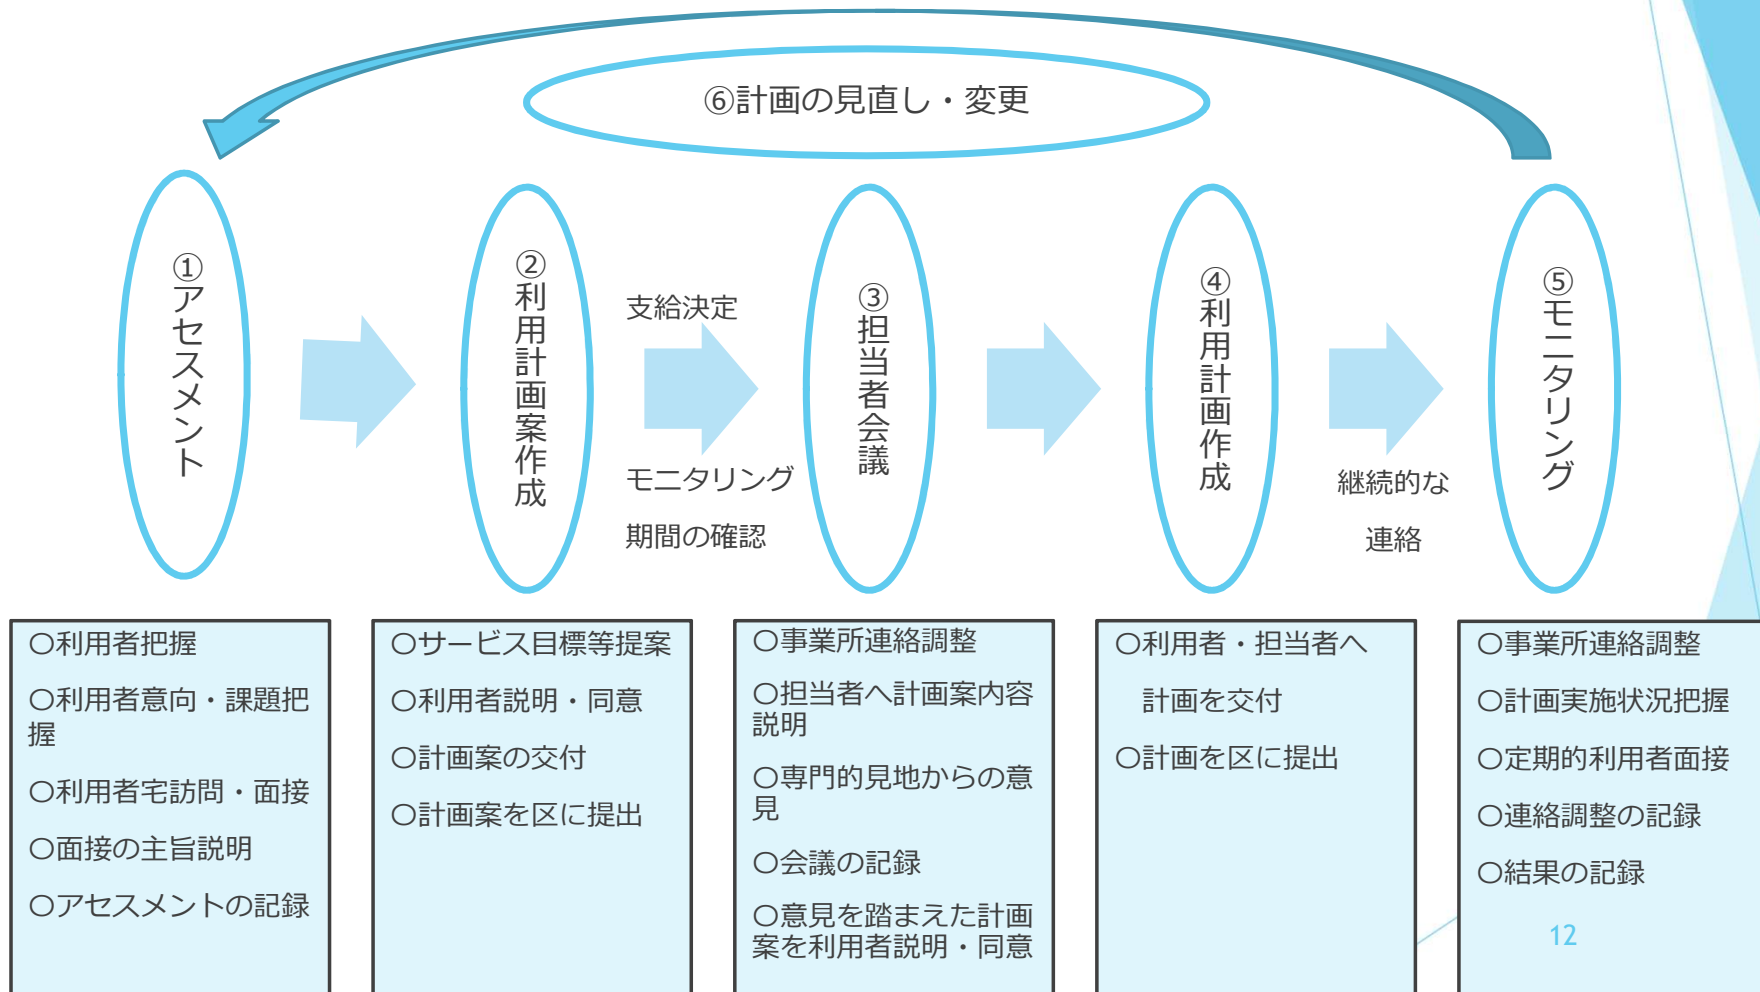 ⑥計画の見直し・変更
①アセスメント
②利用計画案作成
支給決定
モニタリング
期間の確認
③担当者会議
④利用計画作成
継続的な
連絡
⑤モニタリング
〇利用者把握
〇利用者意向・課題把
握
〇利用者宅訪問・面接
〇面接の主旨説明
〇アセスメントの記録
〇サービス目標等提案
〇利用者説明・同意
〇計画案の交付
〇計画案を区に提出
〇事業所連絡調整
〇担当者へ計画案内容
説明
〇専門的見地からの意
見
〇会議の記録
〇意見を踏まえた計画
案を利用者説明・同意
〇利用者・担当者へ
計画を交付
〇計画を区に提出
〇事業所連絡調整
〇計画実施状況把握
〇定期的利用者面接
〇連絡調整の記録
〇結果の記録
12